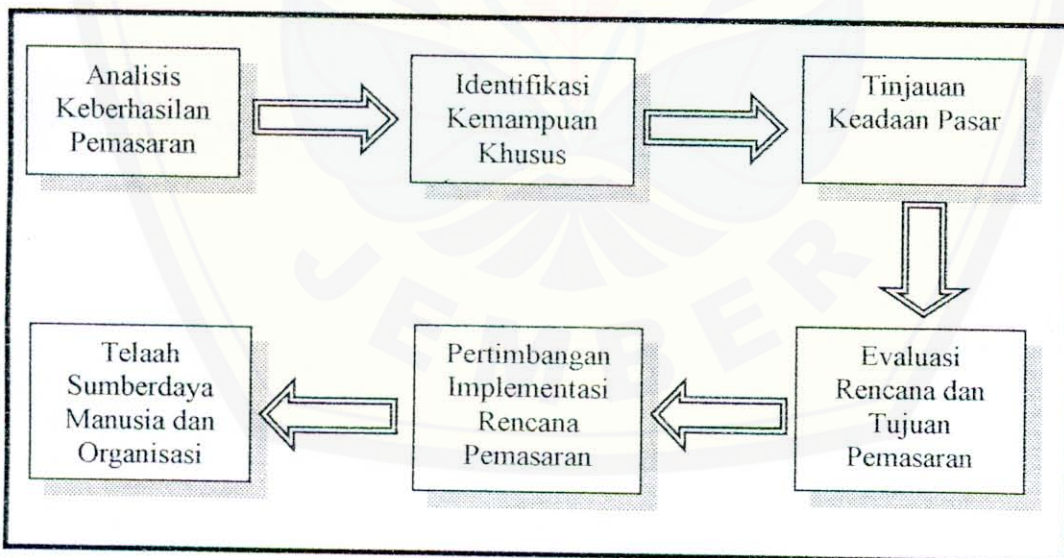 Analisis
Keberhasilan
Pemasaran
Identifikasi
Kemampuan
Khusus
Tinjauan
Keadaan Pasar
Evaluasi
Rencana dan
Tujuan
Pemasaran
Pertimbangan
Implementasi
Rencana
Pemasaran
Telaah
Sumberdaya
Manusia dan
Organisasi
JEMBER